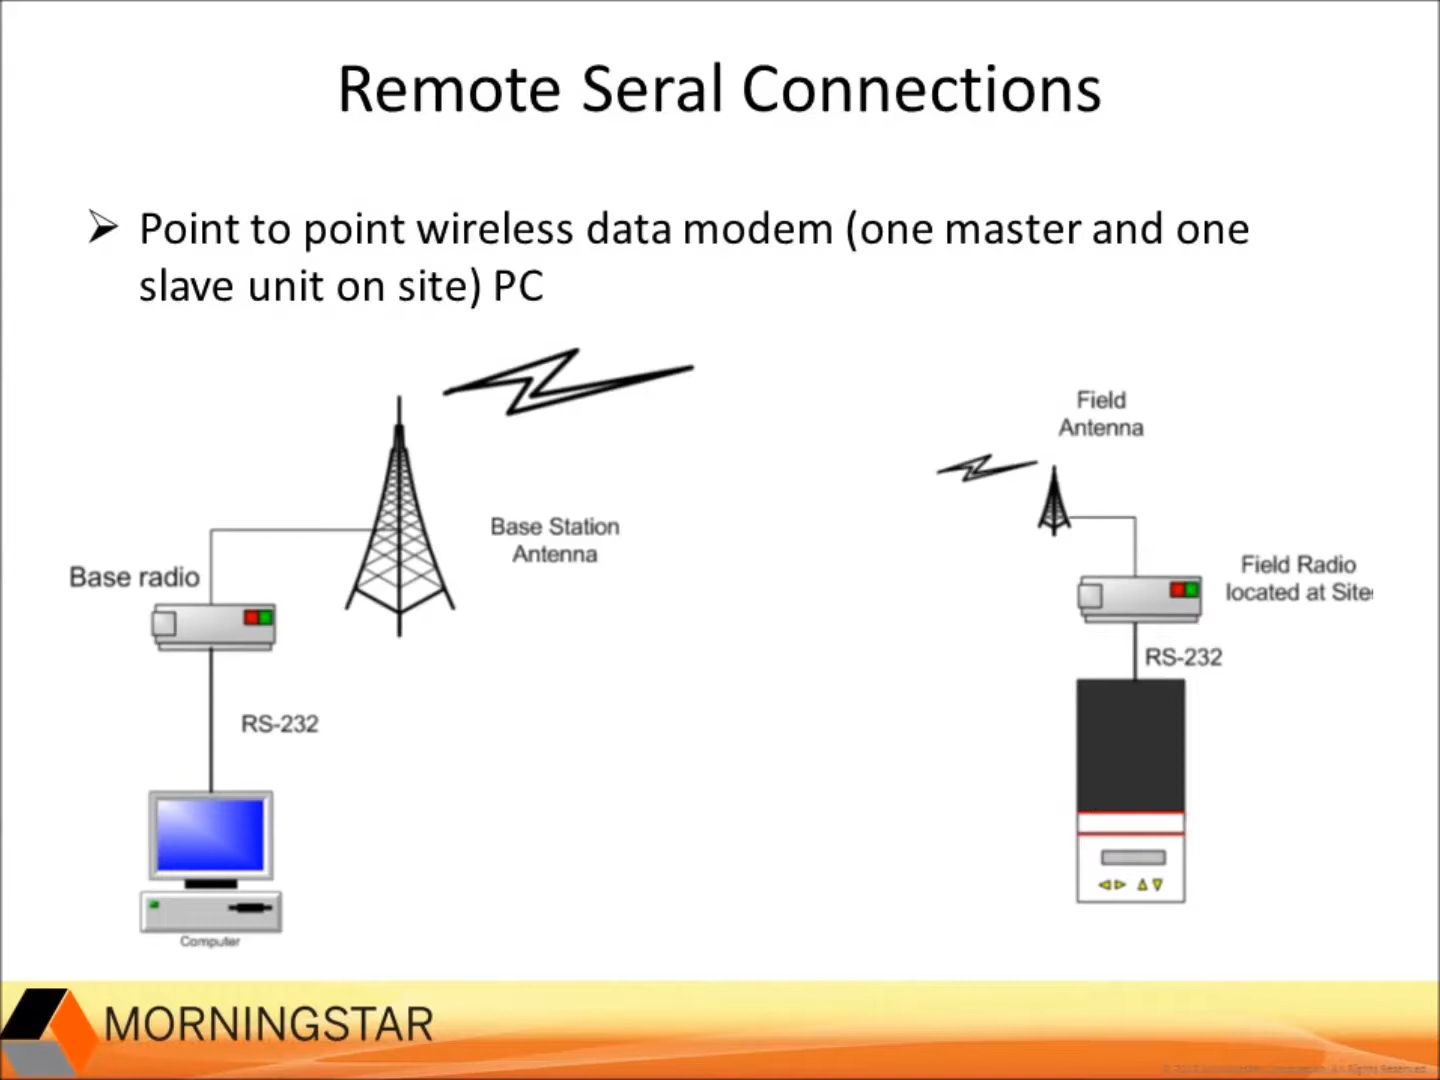 Remote Seral Connections
Point to point wireless data modem (one master and one
slave unit on site) PC
Field
Antenna
Base Station
Antenna
Base radio
Field Radio
located at Site
RS-232
RS-232
Computer
MORNINGSTAR